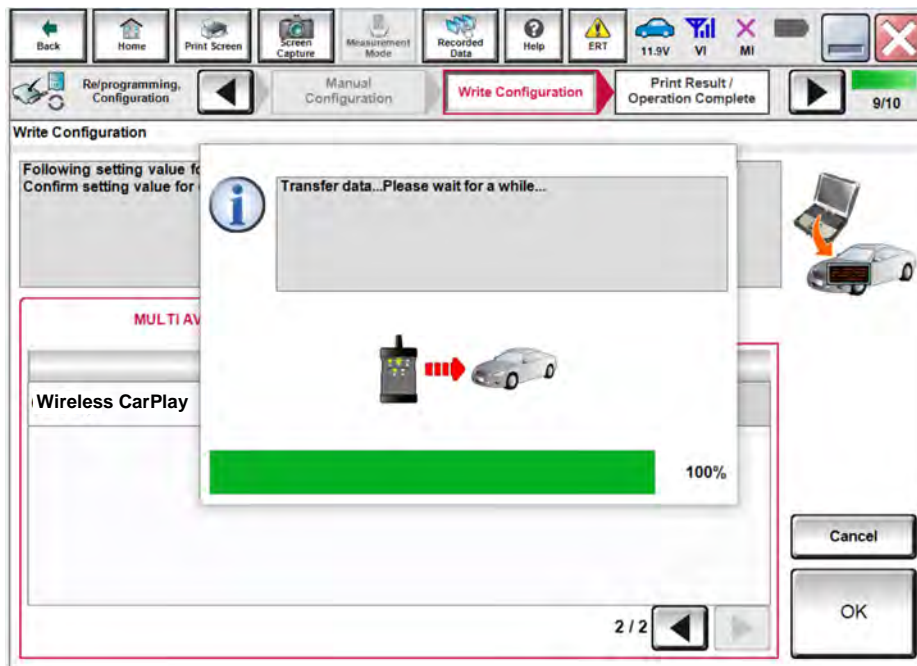 Back
Home
Print Screen
Screen
Capture
Measurement
Mode
Recorded
Data
Help
ERT
11.9V
VI
MI
Re/programming,
Configuration
Manual
Configuration
Write Configuration
Print Result /
Operation Complete
9/10
Write Configuration
Following setting value fo
Confirm setting value for
Transfer data...Please wait for a while...
MULTI AV
Wireless CarPlay
100%
Cancel
2 / 2
OK